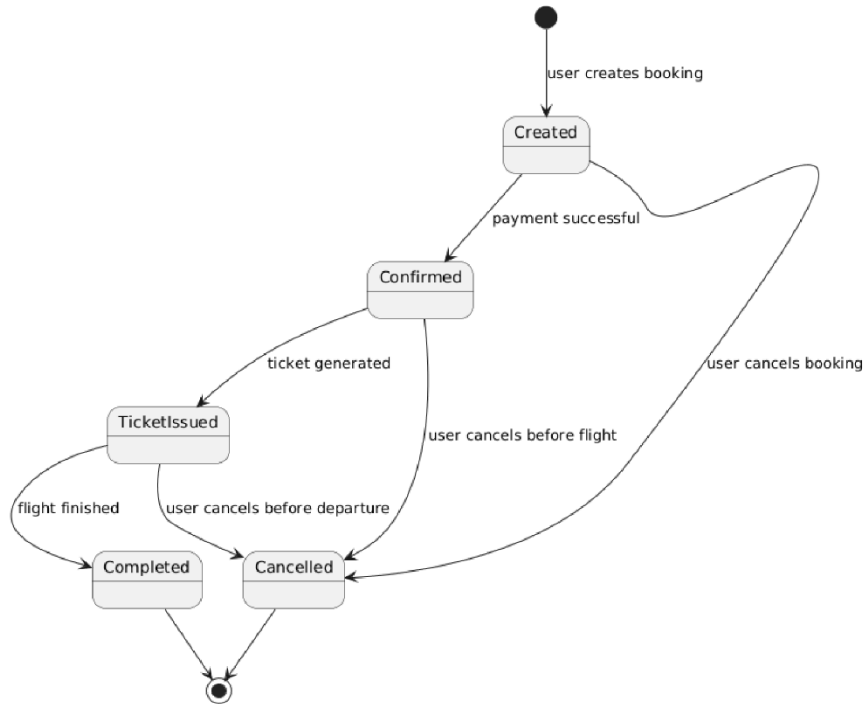 user creates booking
Created
payment successful
Confirmed
ticket generated
user cancels booking
TicketIssued
user cancels before flight
flight finished
user cancels before departure
Completed
Cancelled